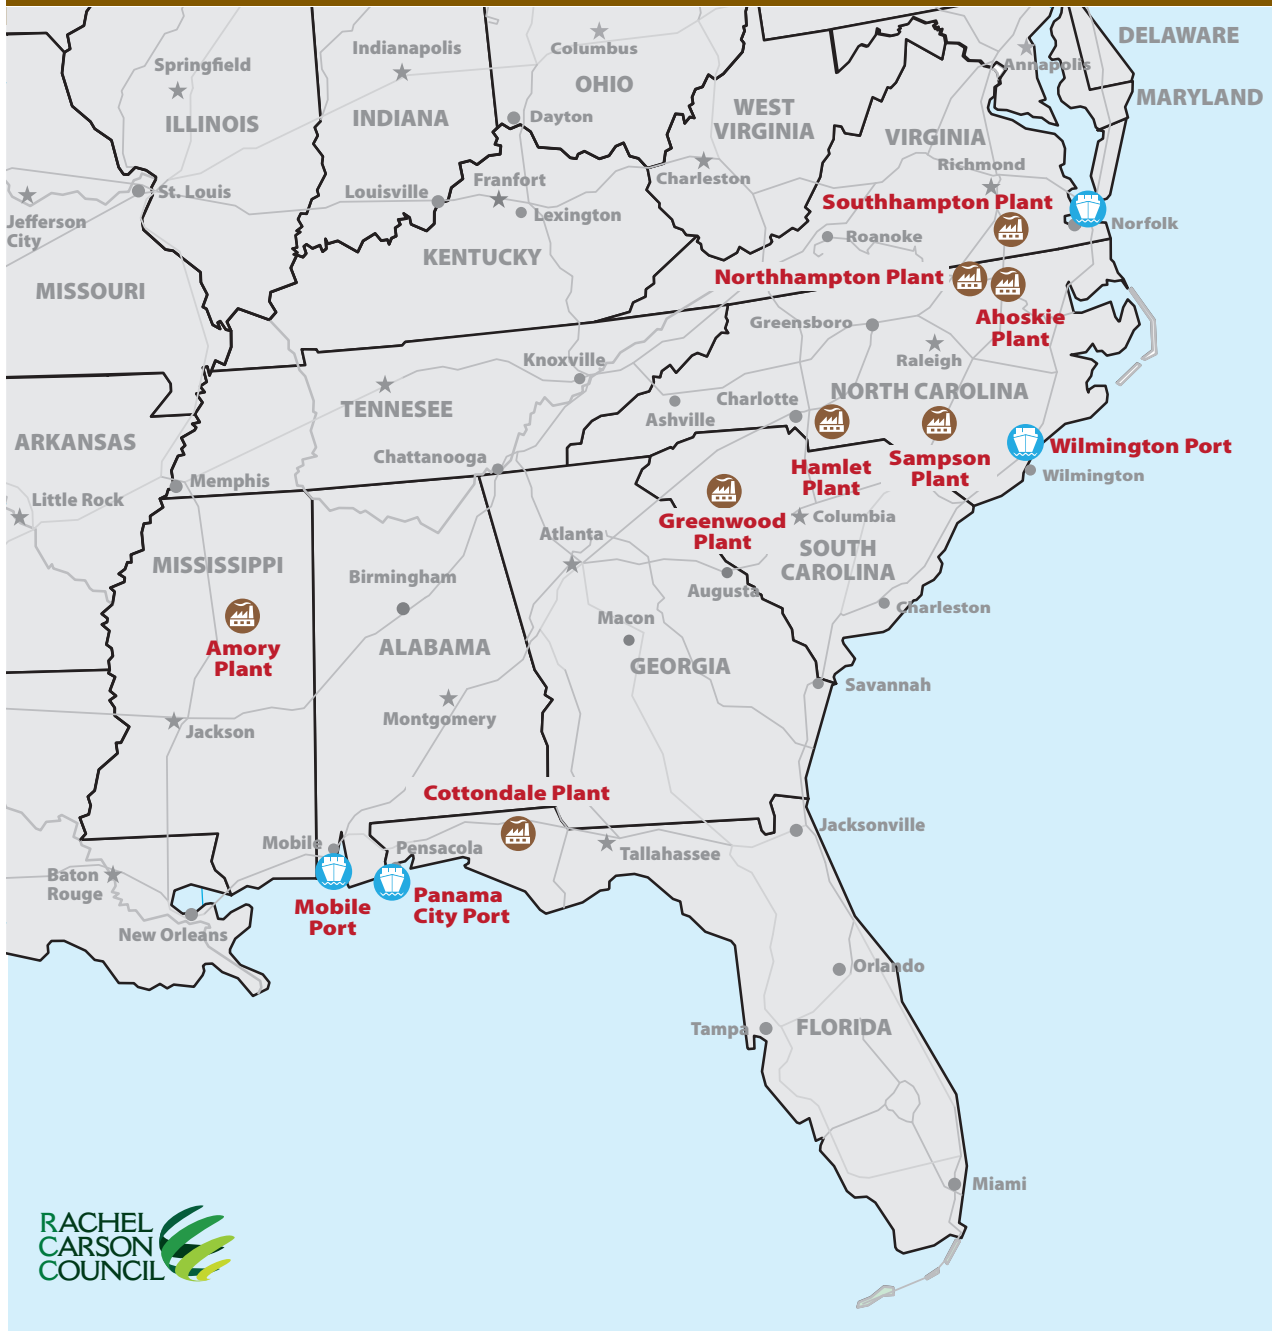 DELAWARE
Indianapolis
Columbus
Annapolis
Springfield
OHIO
MARYLAND
WEST
VIRGINIA
INDIANA
Dayton
ILLINOIS
VIRGINIA
Richmond
Franfort
Charleston
St. Louis
Louisville
Southhampton Plant
Jefferson
City
Lexington
Norfolk
Roanoke
KENTUCKY
Northhampton Plant
MISSOURI
Ahoskie
Plant
Greensboro
Raleigh
Knoxville
NORTH CAROLINA
TENNESEE
Charlotte
Ashville
ARKANSAS
Wilmington Port
Chattanooga
Sampson
Plant
Hamlet
Plant
Memphis
Wilmington
Little Rock
Greenwood
Plant
Columbia
Atlanta
SOUTH
CAROLINA
MISSISSIPPI
Birmingham
Augusta
Charleston
Macon
Amory
Plant
ALABAMA
GEORGIA
Savannah
Montgomery
Jackson
Cottondale Plant
Jacksonville
Mobile
Pensacola
Tallahassee
Baton
Rouge
Panama
City Port
Mobile
Port
New Orleans
Orlando
Tampa
FLORIDA
Miami
RACHEL
CARSON
COUNCIL